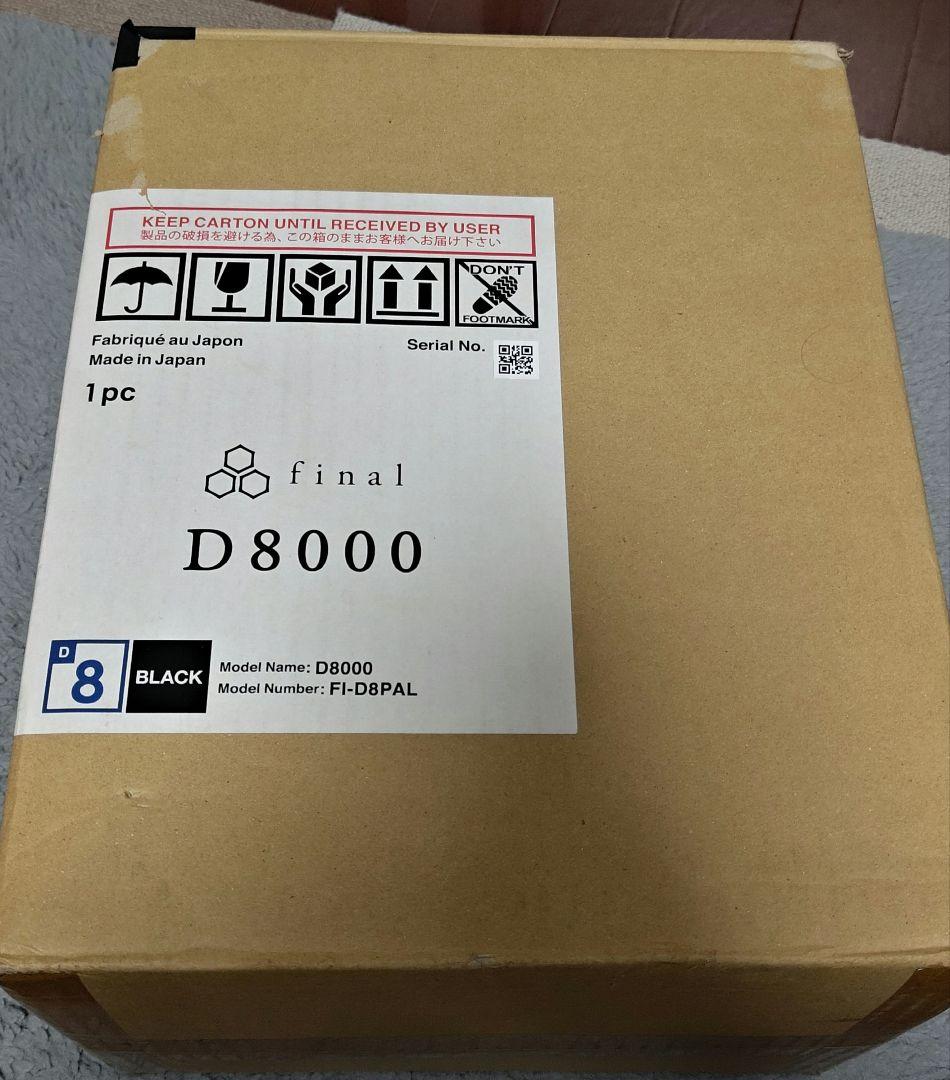 KEEP CARTON UNTIL RECEIVED BY USER
製品の破損を避ける為、この箱のままお客様へお届け下さい
DON'T
FOOTMARK
Fabriqué au Japon
Made in Japan
Serial No.
1 pc
final
D8000
D
8
BLACK
Model Name: D8000
Model Number: FI-D8PAL